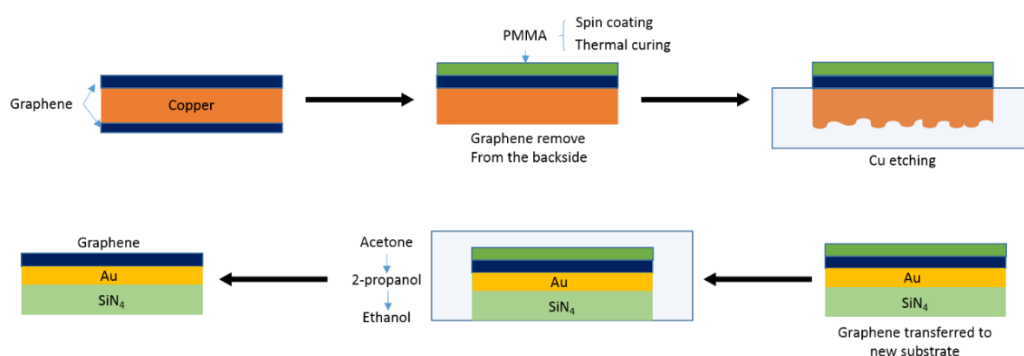 Graphene
Copper
PMMA
Spin coating
Thermal curing
Graphene remove
From the backside
Cu etching
Graphene
Au
SiN₄
Acetone
2-propanol
Ethanol
Au
SiN₄
Au
SiN₄
Graphene transferred to
new substrate